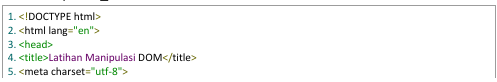 1. <!DOCTYPE html>
2. <html lang="en">
3. <head>
4. <title>Latihan Manipulasi DOM</title>
5. <meta charset="utf-8">